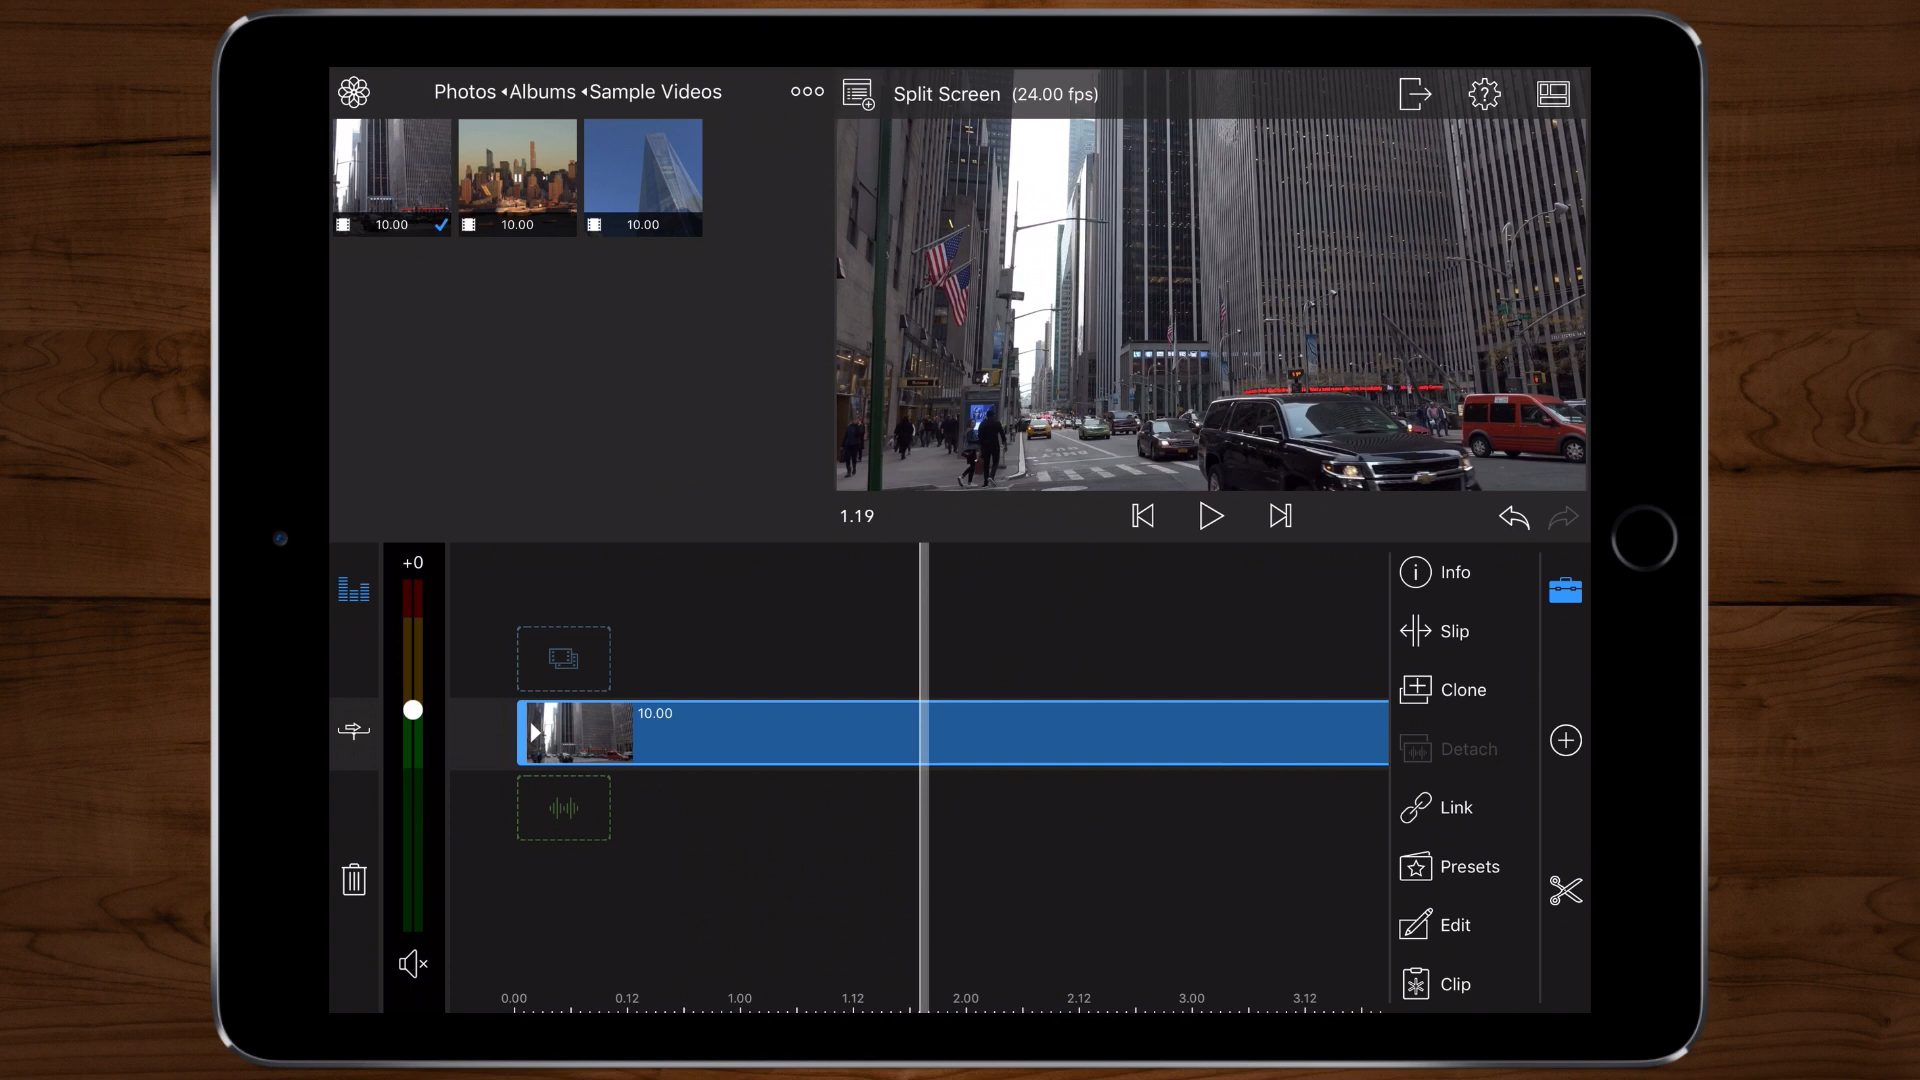 Photos ◂Albums ◂Sample Videos
Split Screen (24.00 fps)
10.00
10.00
10.00
1.19
+0
10.00
Info
Slip
Clone
Detach
Link
Presets
Edit
Clip
0.00 0.12 1.00 1.12 2.00 2.12 3.00 3.12